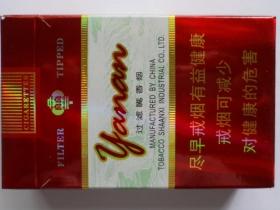 CIGARETTES
FILTER TIPPED
Yanan
过滤嘴香烟
MANUFACTURED BY CHINA
TOBACCO SHAANXI INDUSTRIAL CO.,LTD.
尽早戒烟有益健康
戒烟可减少
对健康的危害